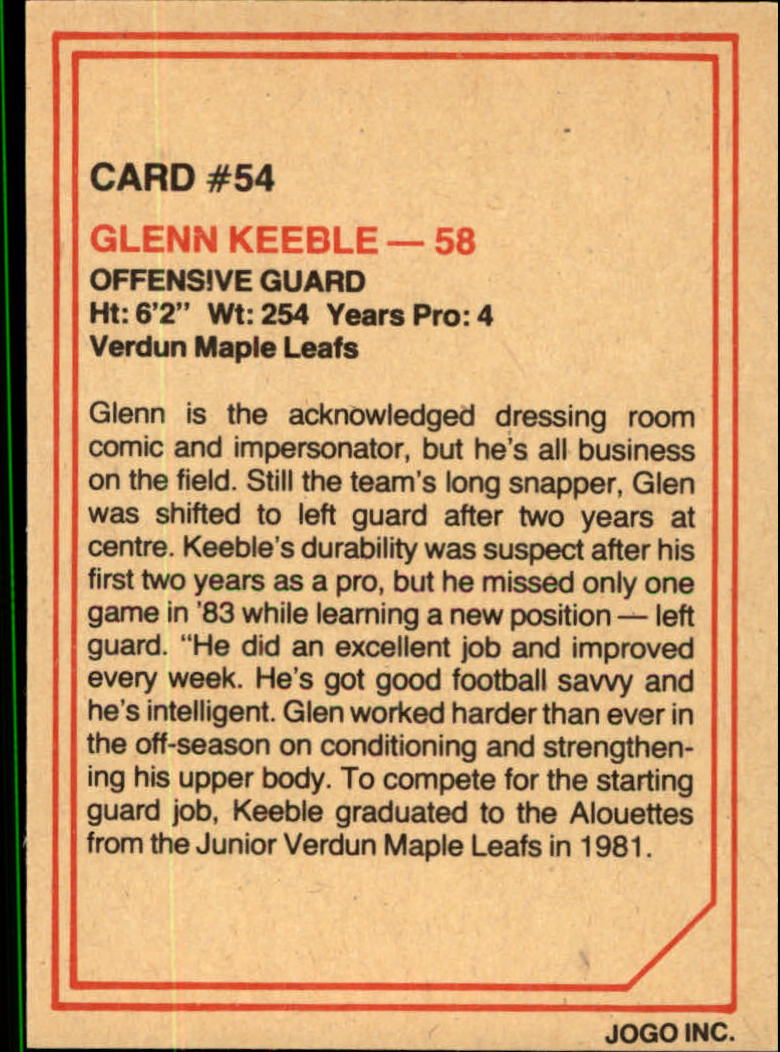 CARD #54
GLENN KEEBLE — 58
OFFENSIVE GUARD
Ht: 6'2” Wt: 254 Years Pro: 4
Verdun Maple Leafs
Glenn is the acknowledged dressing room
comic and impersonator, but he's all business
on the field. Still the team's long snapper, Glen
was shifted to left guard after two years at
centre. Keeble's durability was suspect after his
first two years as a pro, but he missed only one
game in '83 while learning a new position — left
guard. “He did an excellent job and improved
every week. He's got good football savvy and
he's intelligent. Glen worked harder than ever in
the off-season on conditioning and strengthen-
ing his upper body. To compete for the starting
guard job, Keeble graduated to the Alouettes
from the Junior Verdun Maple Leafs in 1981.
JOGO INC.